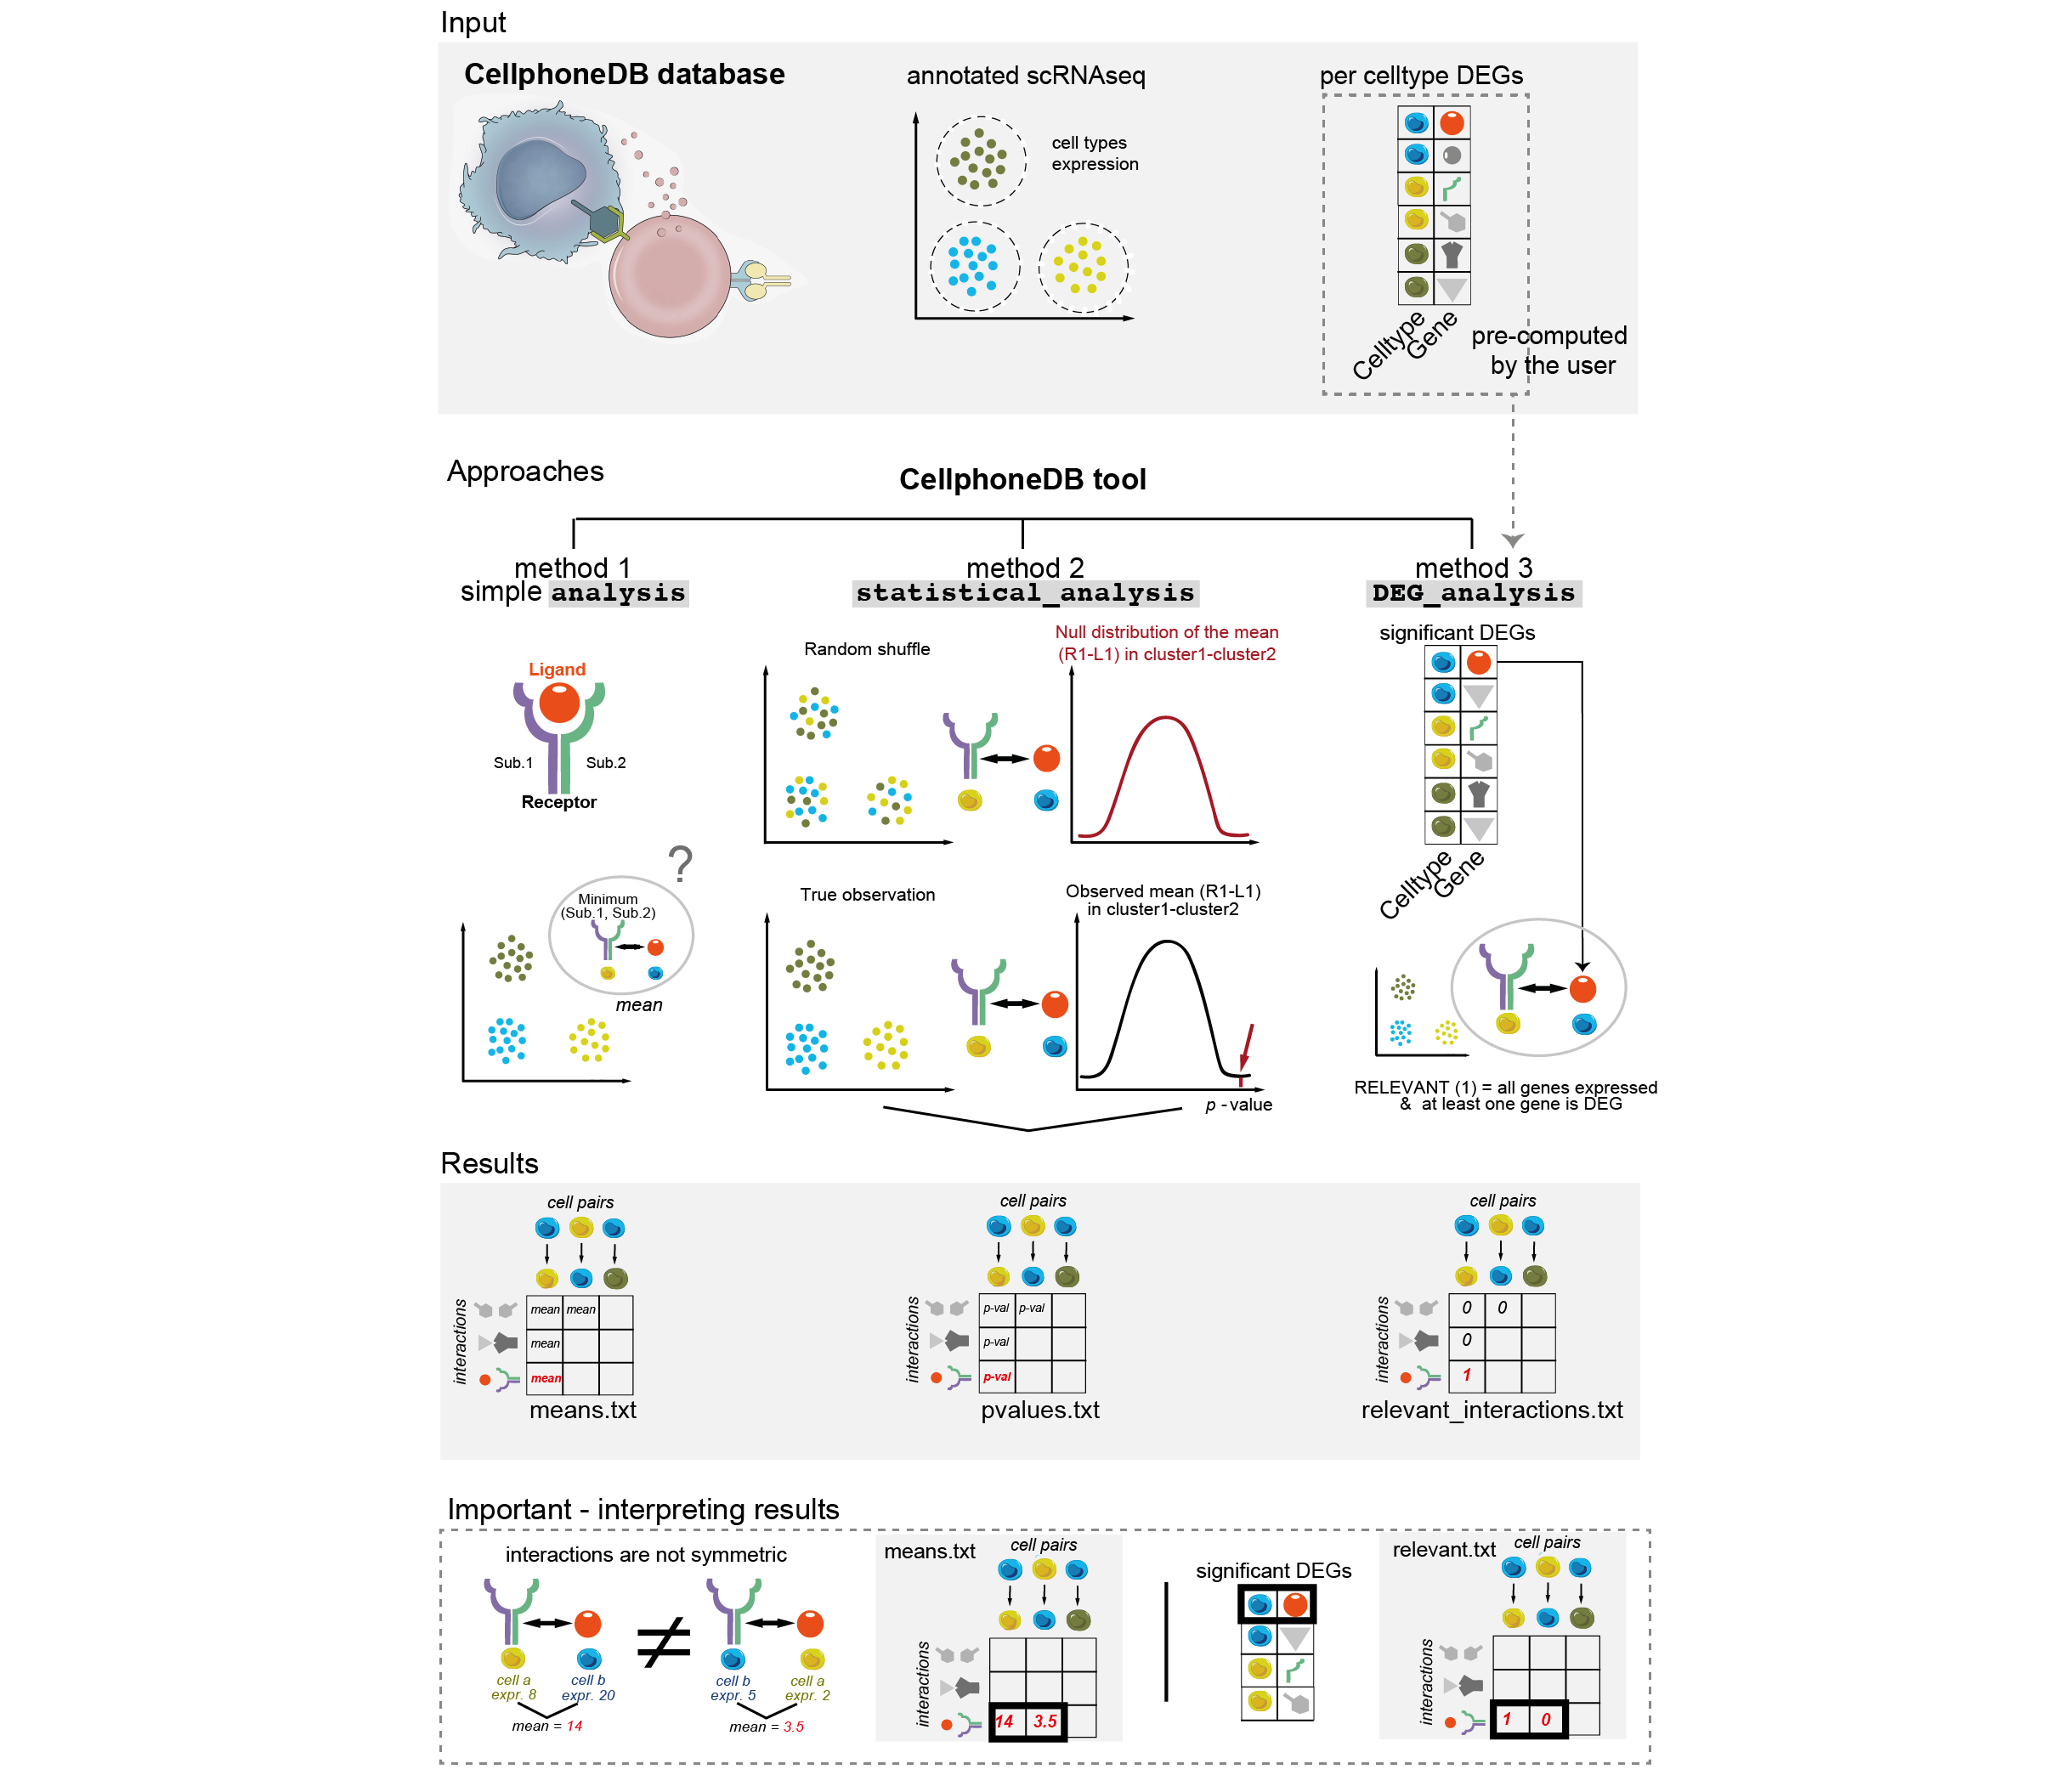 Input
CellphoneDB database
annotated scRNAseq
cell types
expression
per celltype DEGs
Celltype
Gene
pre-computed
by the user
Approaches
CellphoneDB tool
method 1
simple analysis
Ligand
Sub.1
Sub.2
Receptor
?
Minimum
(Sub.1, Sub.2)
mean
method 2
statistical_analysis
Random shuffle
Null distribution of the mean
(R1-L1) in cluster1-cluster2
True observation
Observed mean (R1-L1)
in cluster1-cluster2
p - value
method 3
DEG_analysis
significant DEGs
Celltype
Gene
RELEVANT (1) = all genes expressed
& at least one gene is DEG
Results
cell pairs
interactions
mean mean
mean
mean
means.txt
cell pairs
interactions
p-val p-val
p-val
p-val
pvalues.txt
cell pairs
interactions
0 0
0
1
relevant_interactions.txt
Important - interpreting results
interactions are not symmetric
cell a
expr. 8
cell b
expr. 20
mean = 14
≠
cell b
expr. 5
cell a
expr. 2
mean = 3.5
means.txt
cell pairs
interactions
14 3.5
significant DEGs
relevant.txt
cell pairs
interactions
1 0